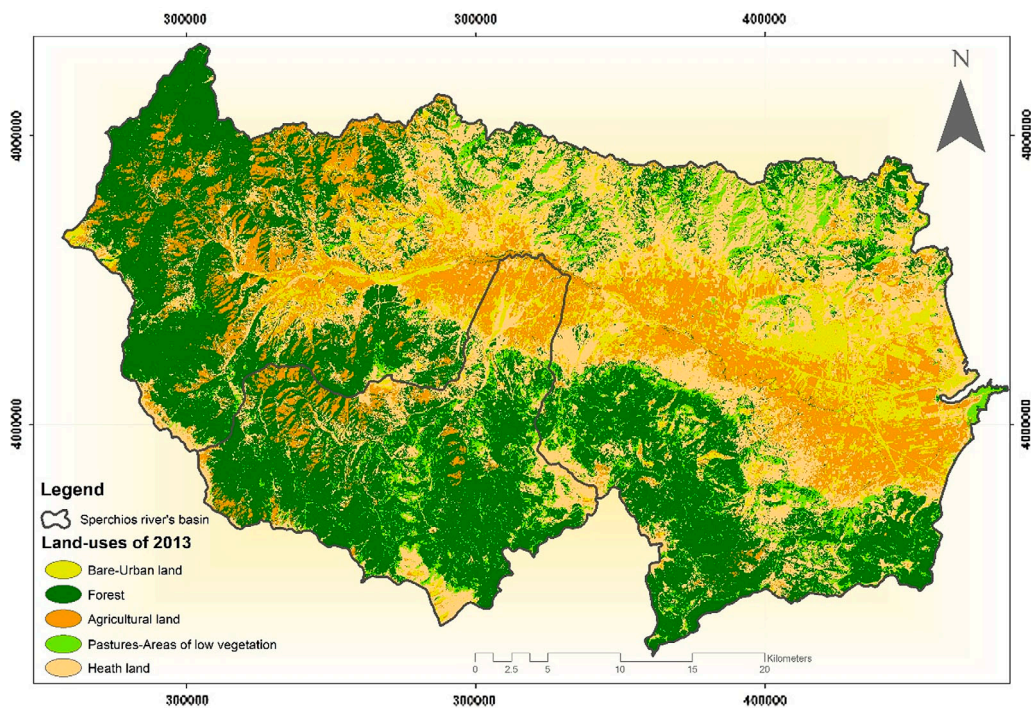 300000 300000 400000
N
4000000 4000000
4000000 4000000
Legend
Sperchios river's basin
Land-uses of 2013
Bare-Urban land
Forest
Agricultural land
Pastures-Areas of low vegetation
Heath land
Kilometers
0 2.5 5 10 15 20
300000 300000 400000